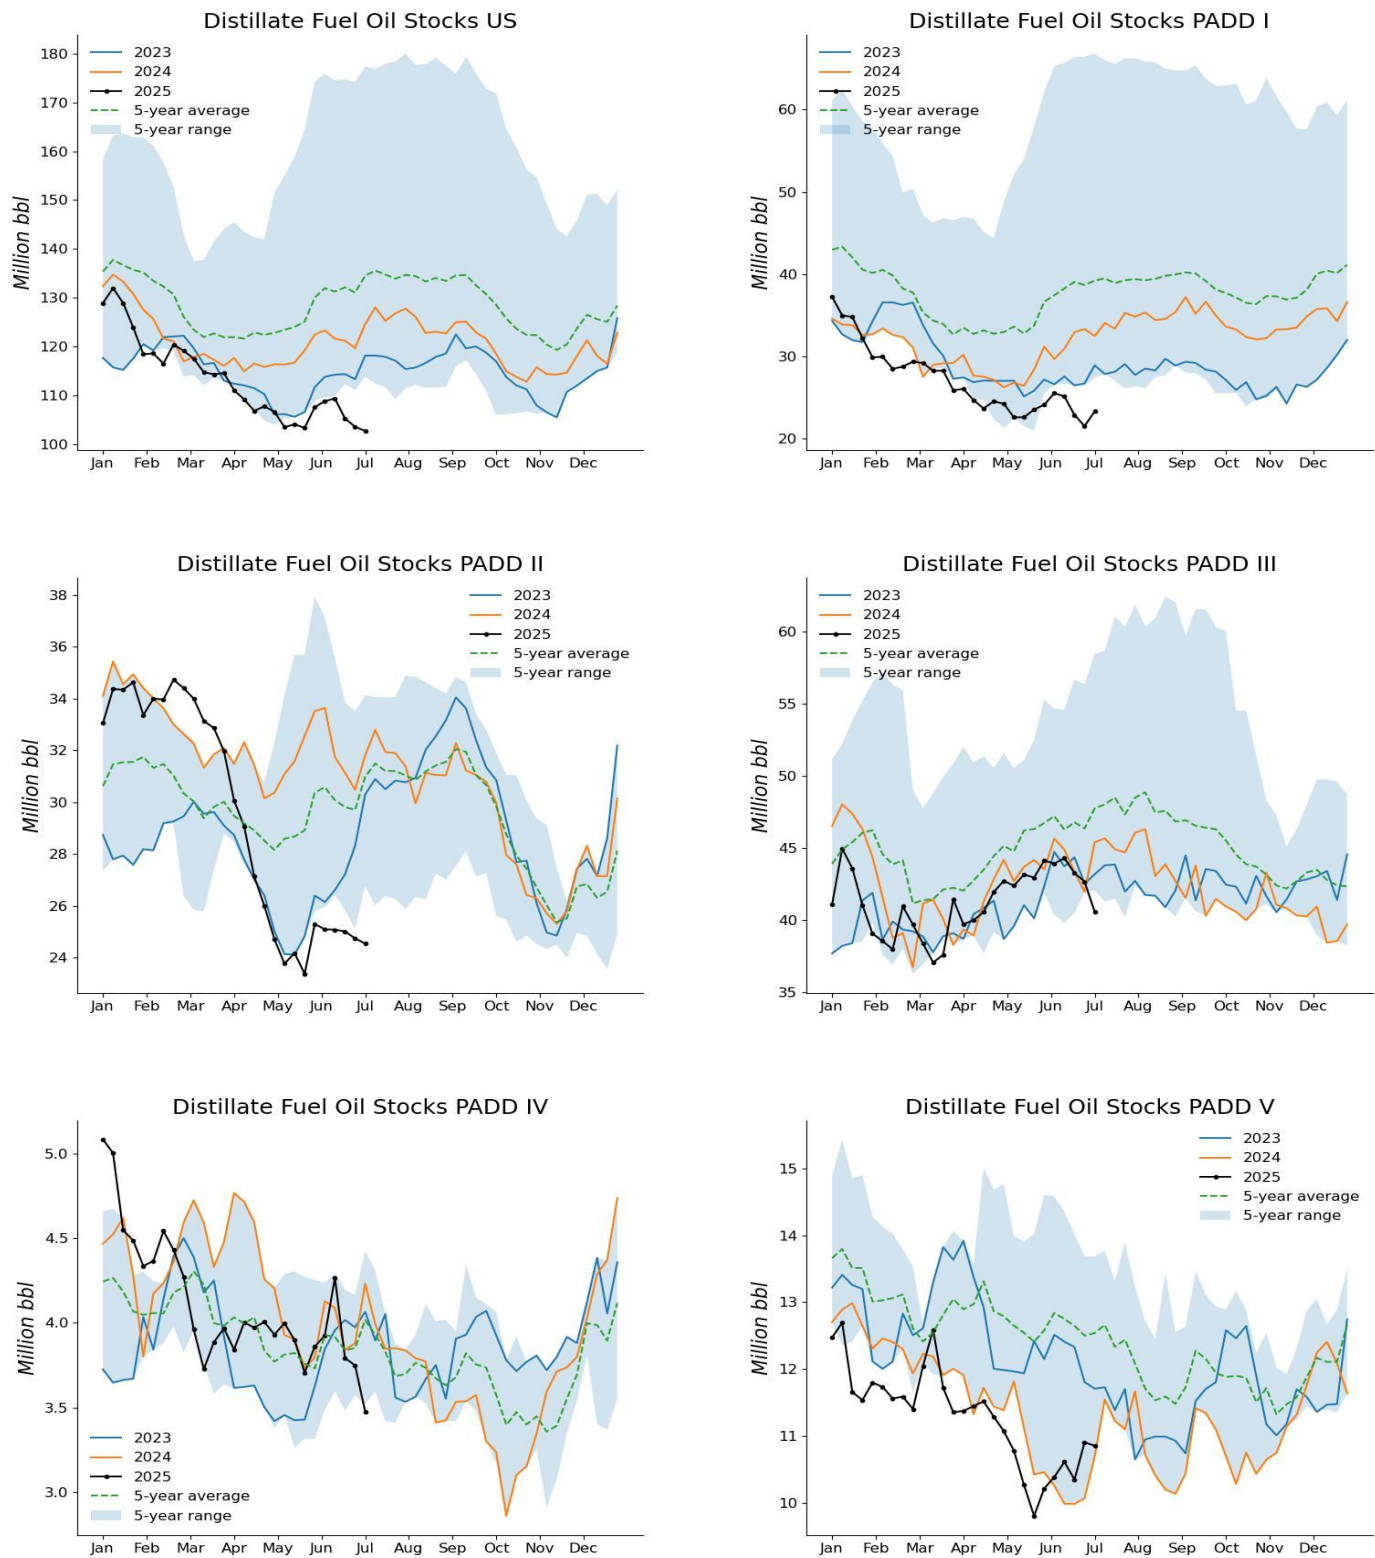 Distillate Fuel Oil Stocks US
2023
2024
2025
5-year average
5-year range
Million bbl
180
170
160
150
140
130
120
110
100
Jan Feb Mar Apr May Jun Jul Aug Sep Oct Nov Dec
Distillate Fuel Oil Stocks PADD I
2023
2024
2025
5-year average
5-year range
Million bbl
60
50
40
30
20
Jan Feb Mar Apr May Jun Jul Aug Sep Oct Nov Dec
Distillate Fuel Oil Stocks PADD II
2023
2024
2025
5-year average
5-year range
Million bbl
38
36
34
32
30
28
26
24
Jan Feb Mar Apr May Jun Jul Aug Sep Oct Nov Dec
Distillate Fuel Oil Stocks PADD III
2023
2024
2025
5-year average
5-year range
Million bbl
60
55
50
45
40
35
Jan Feb Mar Apr May Jun Jul Aug Sep Oct Nov Dec
Distillate Fuel Oil Stocks PADD IV
Million bbl
5.0
4.5
4.0
3.5
3.0
2023
2024
2025
5-year average
5-year range
Jan Feb Mar Apr May Jun Jul Aug Sep Oct Nov Dec
Distillate Fuel Oil Stocks PADD V
2023
2024
2025
5-year average
5-year range
Million bbl
15
14
13
12
11
10
Jan Feb Mar Apr May Jun Jul Aug Sep Oct Nov Dec